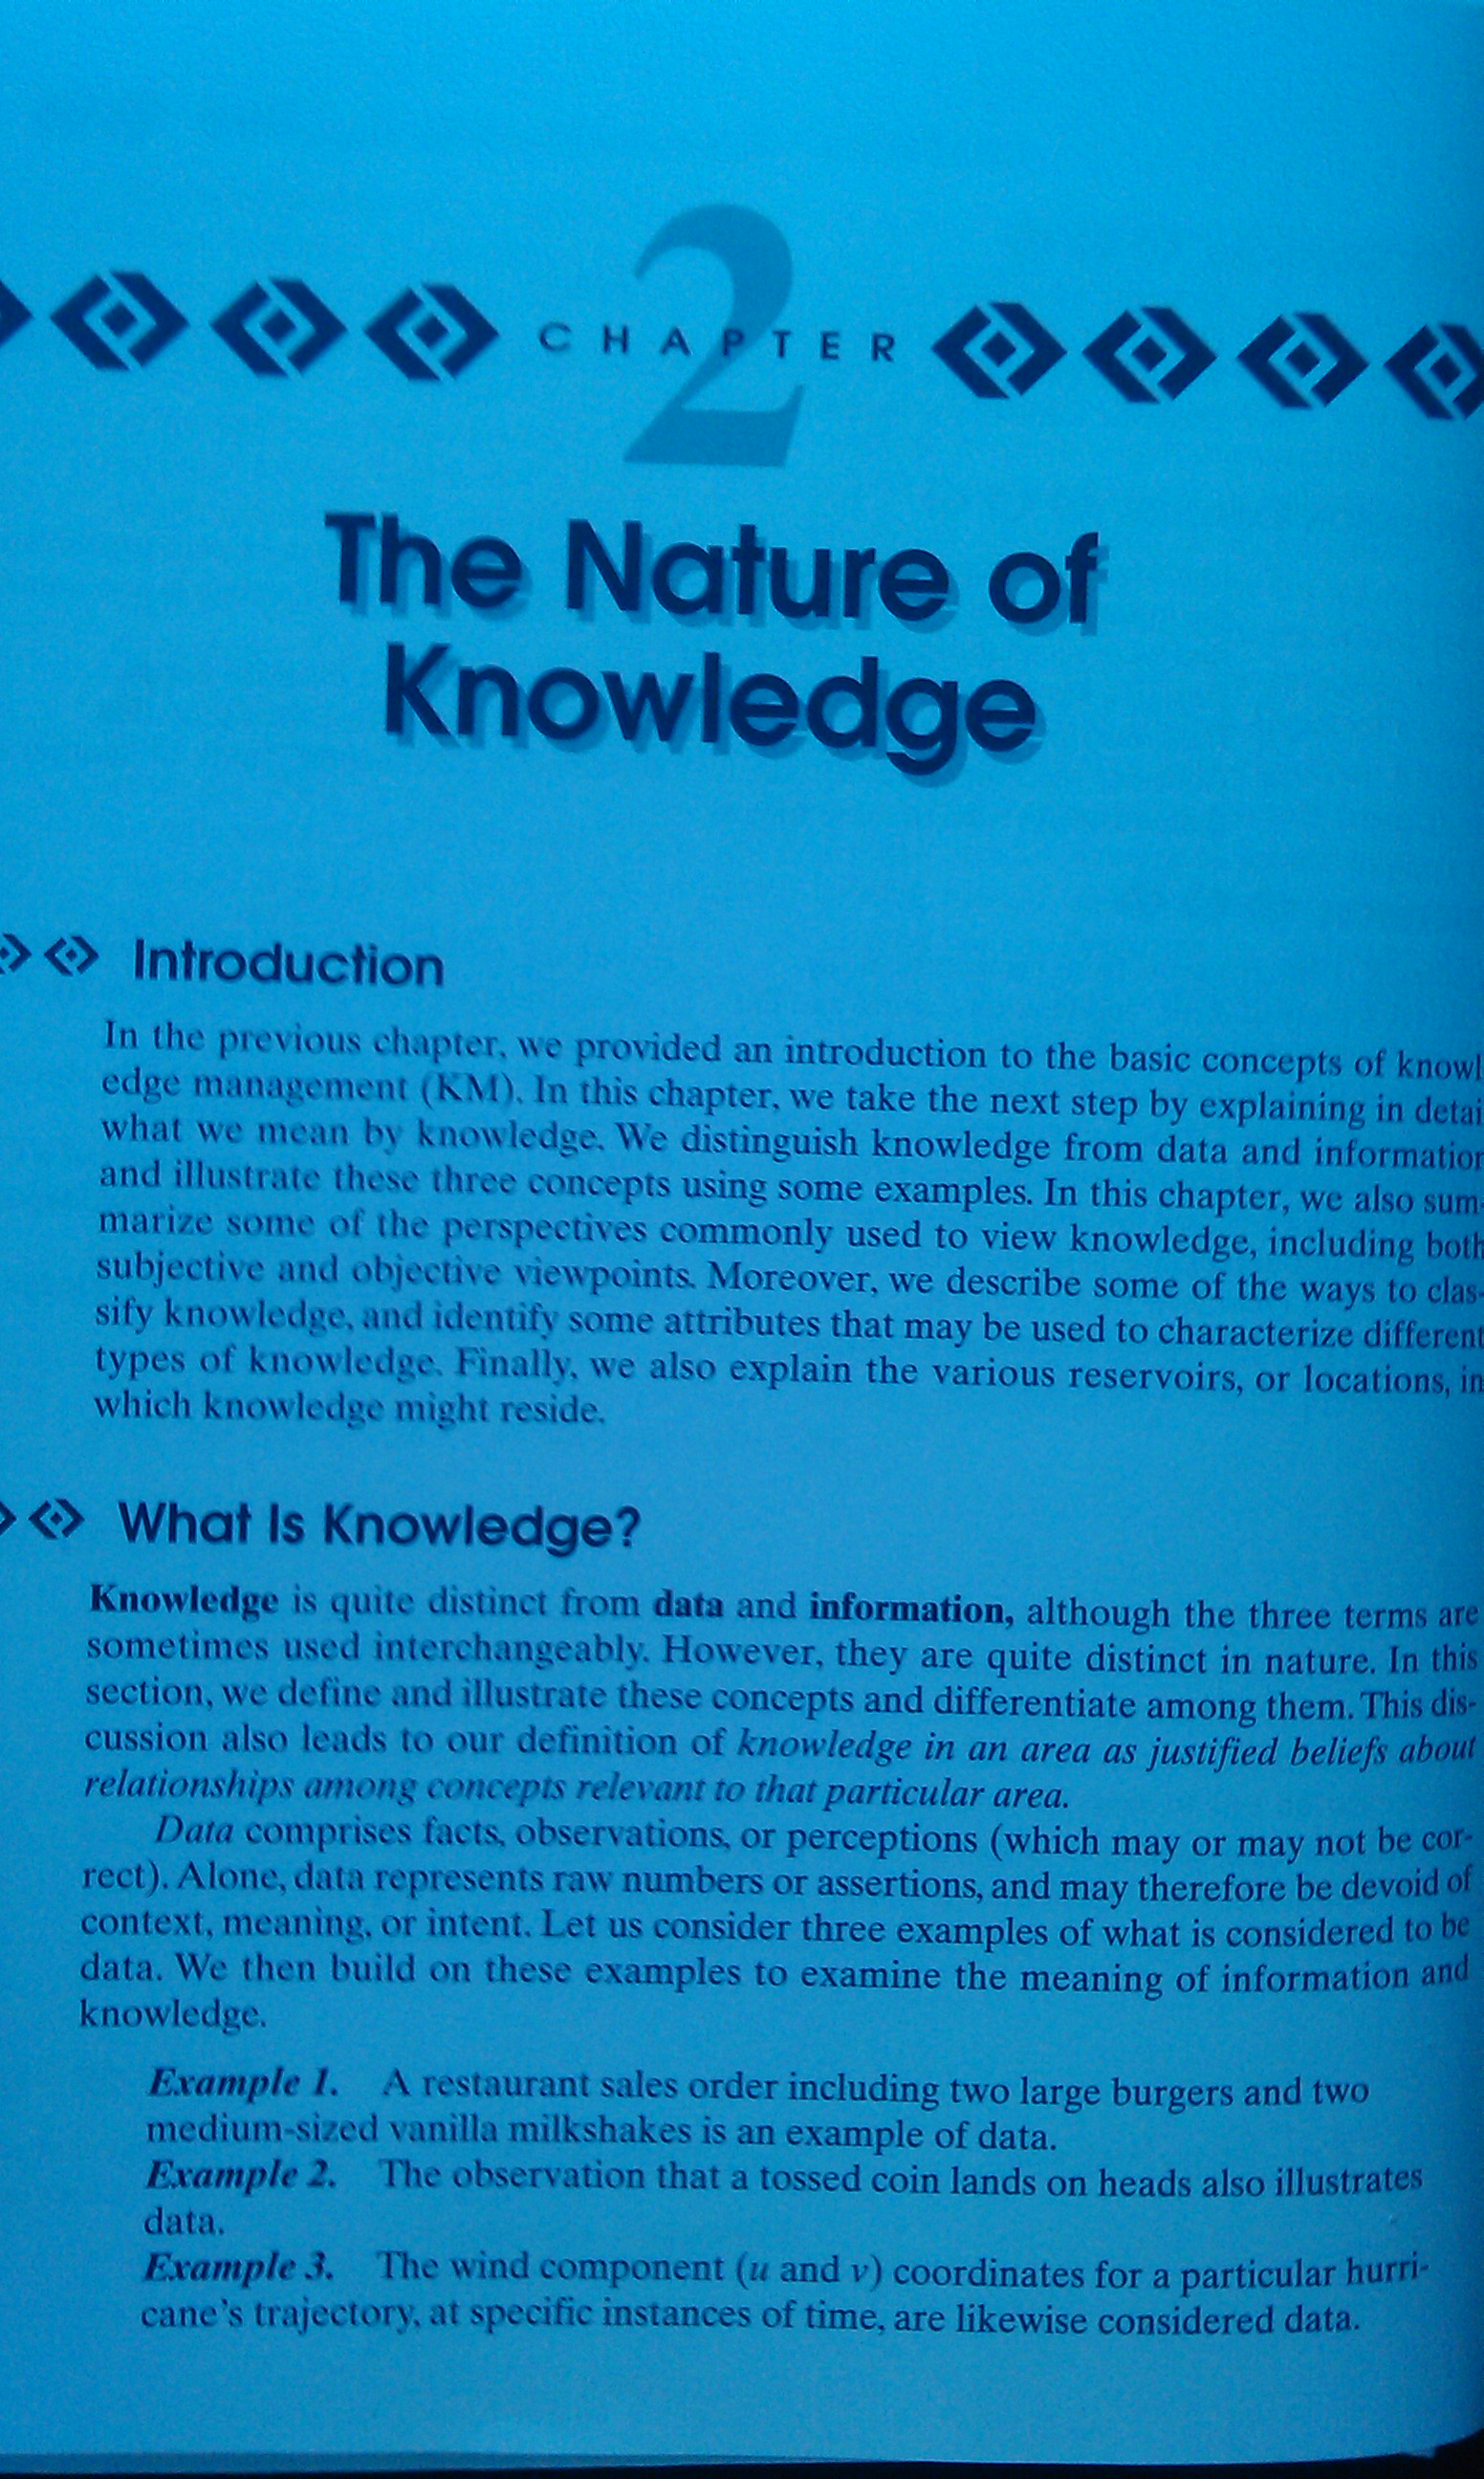 2
CHAPTER
The Nature of
Knowledge
Introduction
In the previous chapter, we provided an introduction to the basic concepts of knowl
edge management (KM). In this chapter, we take the next step by explaining in detai
what we mean by knowledge. We distinguish knowledge from data and information
and illustrate these three concepts using some examples. In this chapter, we also sum-
marize some of the perspectives commonly used to view knowledge, including both
subjective and objective viewpoints. Moreover, we describe some of the ways to clas-
sify knowledge, and identify some attributes that may be used to characterize different
types of knowledge. Finally, we also explain the various reservoirs, or locations, in
which knowledge might reside.
What Is Knowledge?
Knowledge is quite distinct from data and information, although the three terms are
sometimes used interchangeably. However, they are quite distinct in nature. In this
section, we define and illustrate these concepts and differentiate among them. This dis-
cussion also leads to our definition of knowledge in an area as justified beliefs about
relationships among concepts relevant to that particular area.
Data comprises facts, observations, or perceptions (which may or may not be cor-
rect). Alone, data represents raw numbers or assertions, and may therefore be devoid of
context, meaning, or intent. Let us consider three examples of what is considered to be
data. We then build on these examples to examine the meaning of information and
knowledge.
Example 1. A restaurant sales order including two large burgers and two
medium-sized vanilla milkshakes is an example of data.
Example 2. The observation that a tossed coin lands on heads also illustrates
data.
Example 3. The wind component (u and v) coordinates for a particular hurri-
cane's trajectory, at specific instances of time, are likewise considered data.